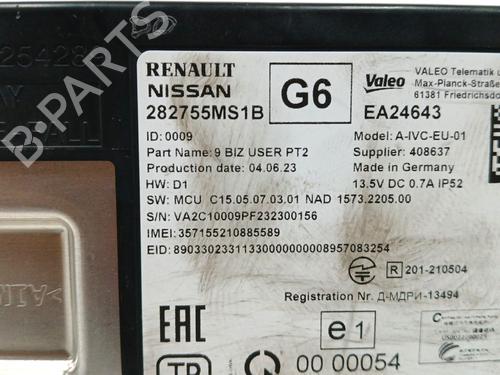 RENAULT
NISSAN
282755MS1B
G6
Valeo
VALEO Telematik
Max-Planck-Straße
61381 Friedrichsdo
EA24643
ID: 0009
Model: A-IVC-EU-01
Part Name: 9 BIZ USER PT2
Supplier: 408637
Production Date: 04.06.23
Made in Germany
HW: D1
13.5V DC 0.7A IP52
SW: MCU C15.05.07.03.01 NAD 1573.2205.00
S/N: VA2C10009PF232300156
IMEI: 357155210885589
EID: 89033023311330000000008957083254
R 201-210504
Registration Nr. Д-МДРИ-13494
EAC
e1
TP
00 00054
B-PARTS